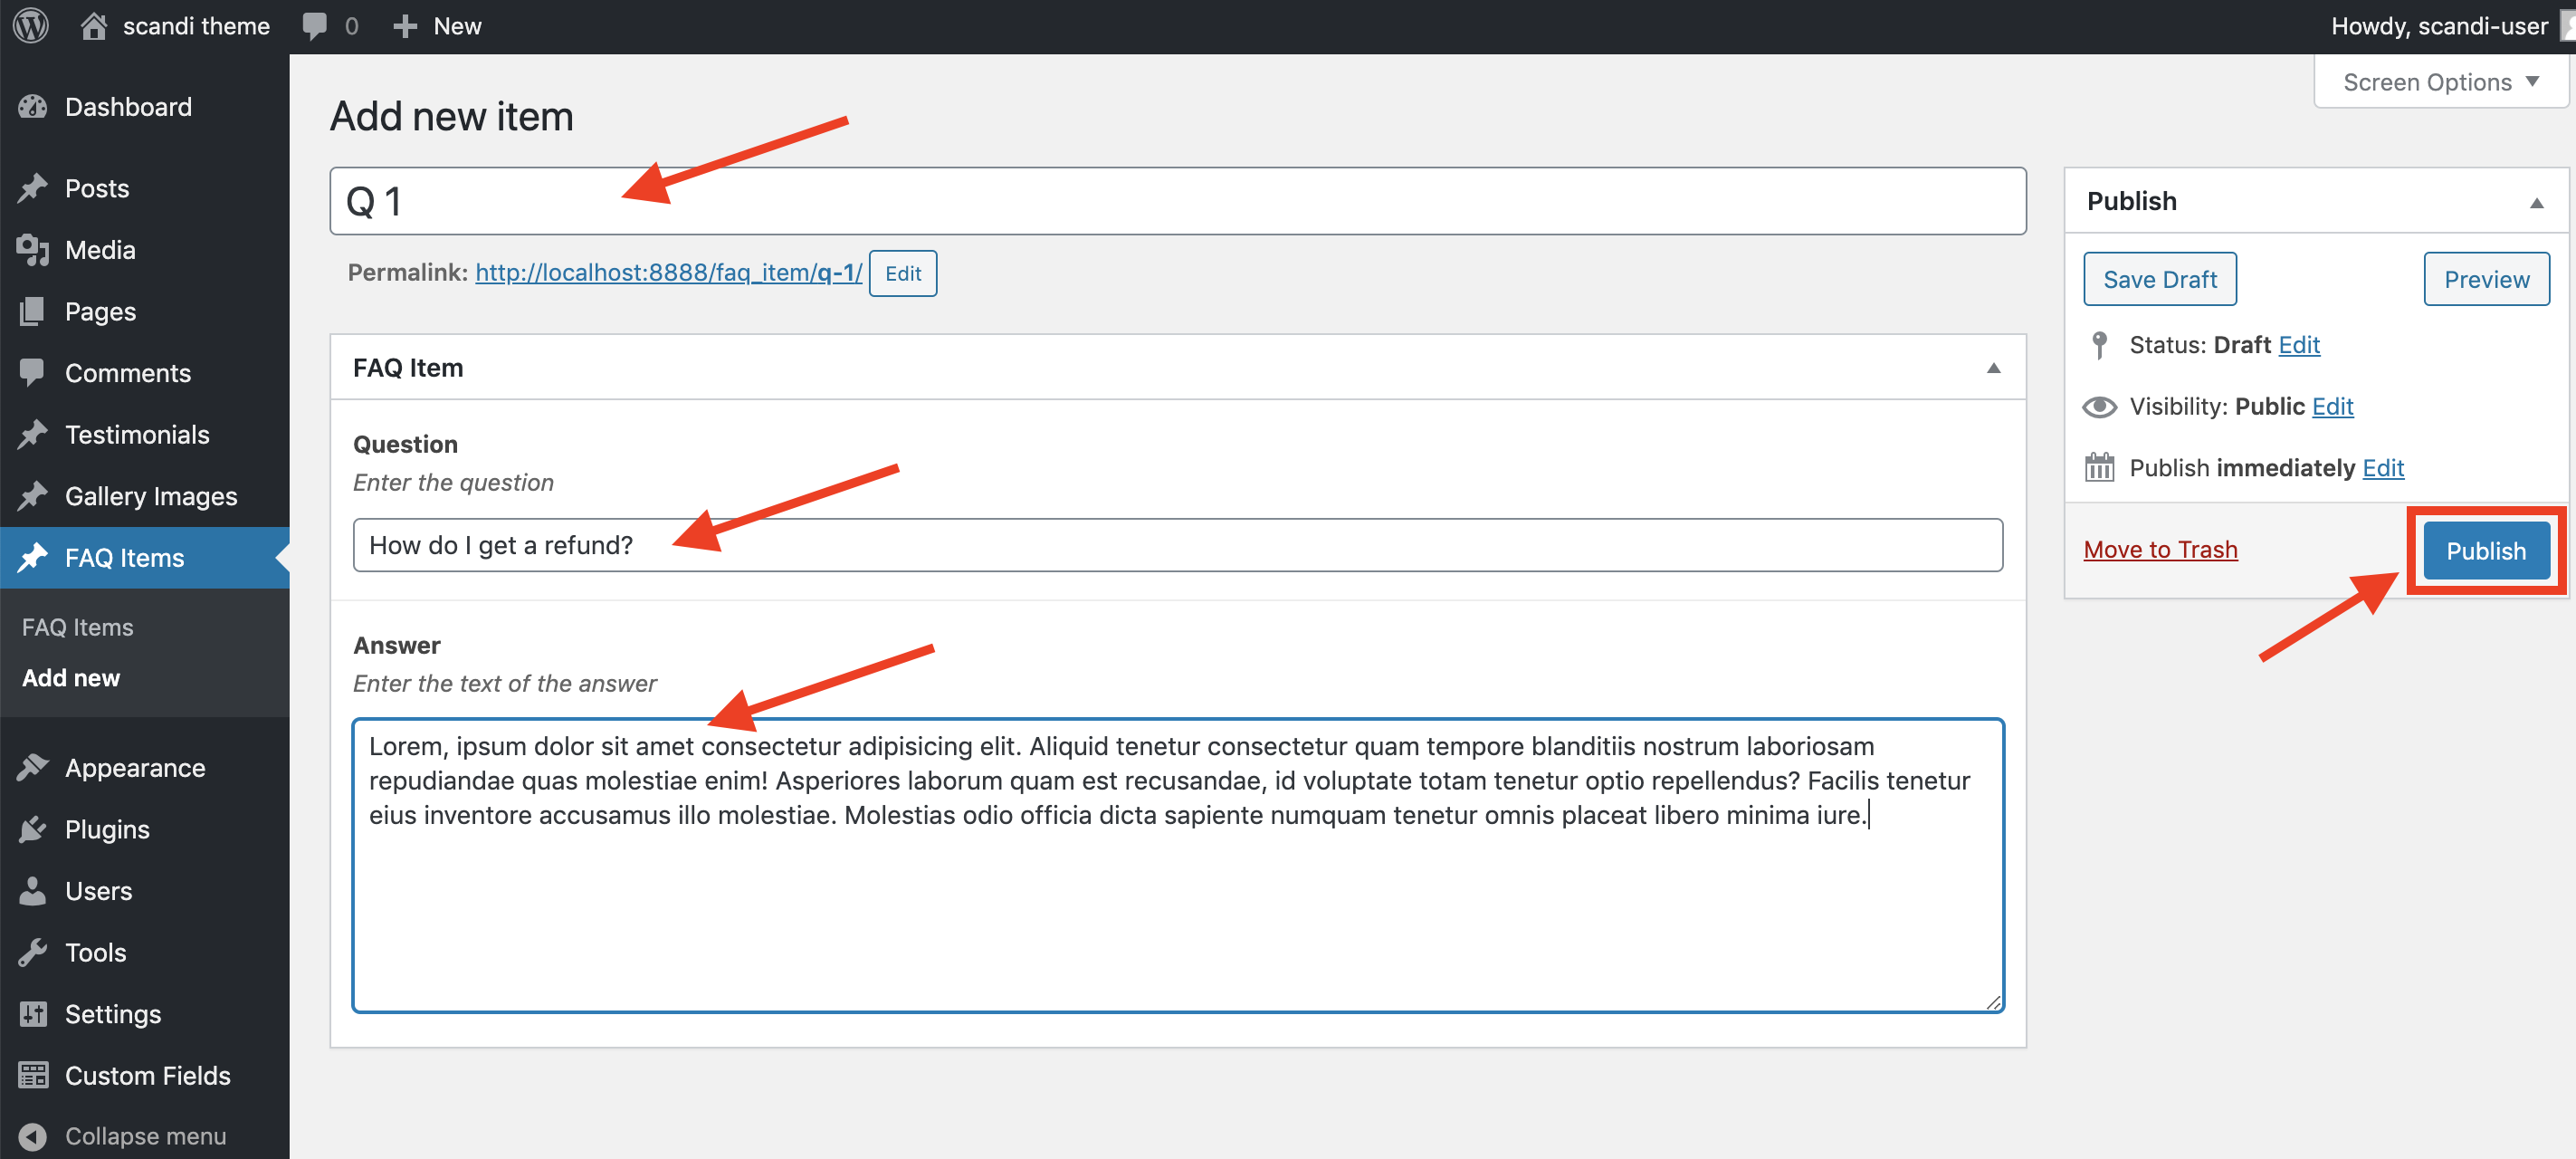 scandi theme 0 New Howdy, scandi-user
Screen Options
Dashboard
Posts
Media
Pages
Comments
Testimonials
Gallery Images
FAQ Items
FAQ Items
Add new
Appearance
Plugins
Users
Tools
Settings
Custom Fields
Collapse menu
Add new item
Q 1
Permalink: http://localhost:8888/faq_item/q-1/ Edit
FAQ Item
Question
Enter the question
How do I get a refund?
Answer
Enter the text of the answer
Lorem, ipsum dolor sit amet consectetur adipisicing elit. Aliquid tenetur consectetur quam tempore blanditiis nostrum laboriosam
repudiandae quas molestiae enim! Asperiores laborum quam est recusandae, id voluptate totam tenetur optio repellendus? Facilis tenetur
eius inventore accusamus illo molestiae. Molestias odio officia dicta sapiente numquam tenetur omnis placeat libero minima iure.
Publish
Save Draft Preview
Status: Draft Edit
Visibility: Public Edit
Publish immediately Edit
Move to Trash Publish